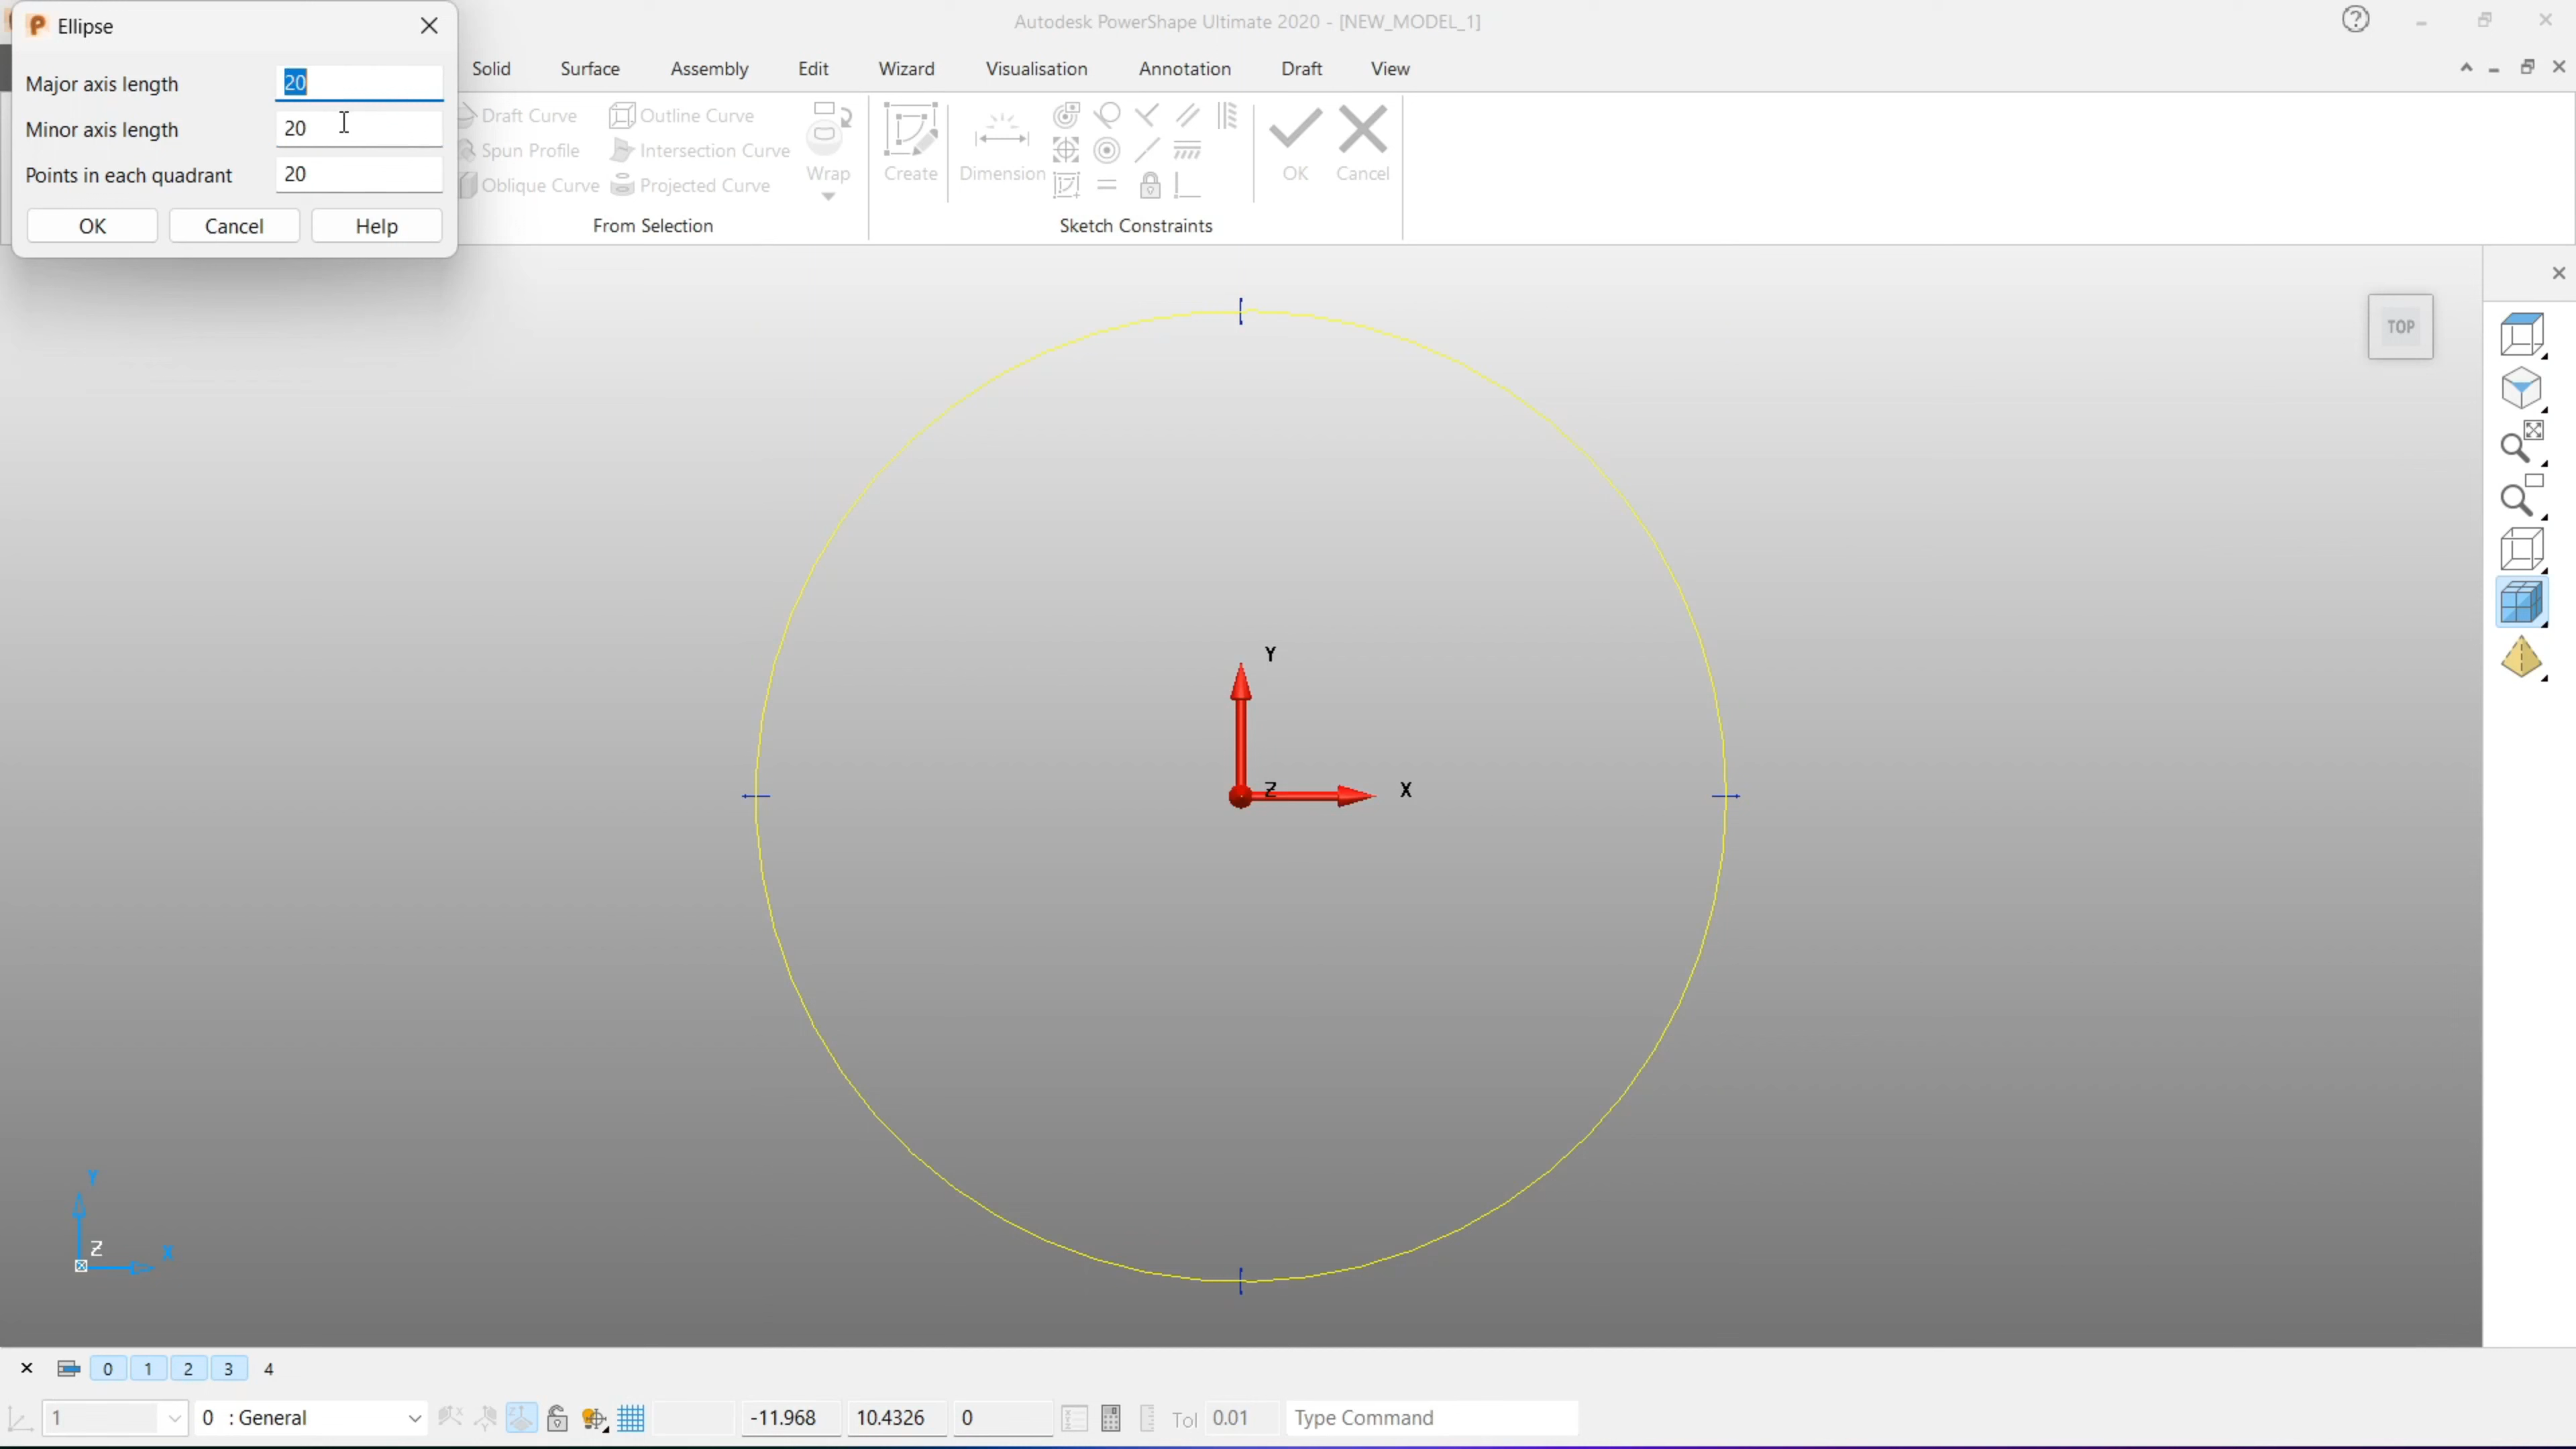 Ellipse
Autodesk PowerShape Ultimate 2020 - [NEW_MODEL_1]
Major axis length 20
Minor axis length 20
Points in each quadrant 20
OK Cancel Help
Solid Surface Assembly Edit Wizard Visualisation Annotation Draft View
Draft Curve Outline Curve
Spun Profile Intersection Curve
Oblique Curve Projected Curve
Wrap
From Selection
Create Dimension OK Cancel
Sketch Constraints
TOP
Y
Z X
Y
Z X
0 1 2 3 4
1 0 : General -11.968 10.4326 0 Tol 0.01 Type Command